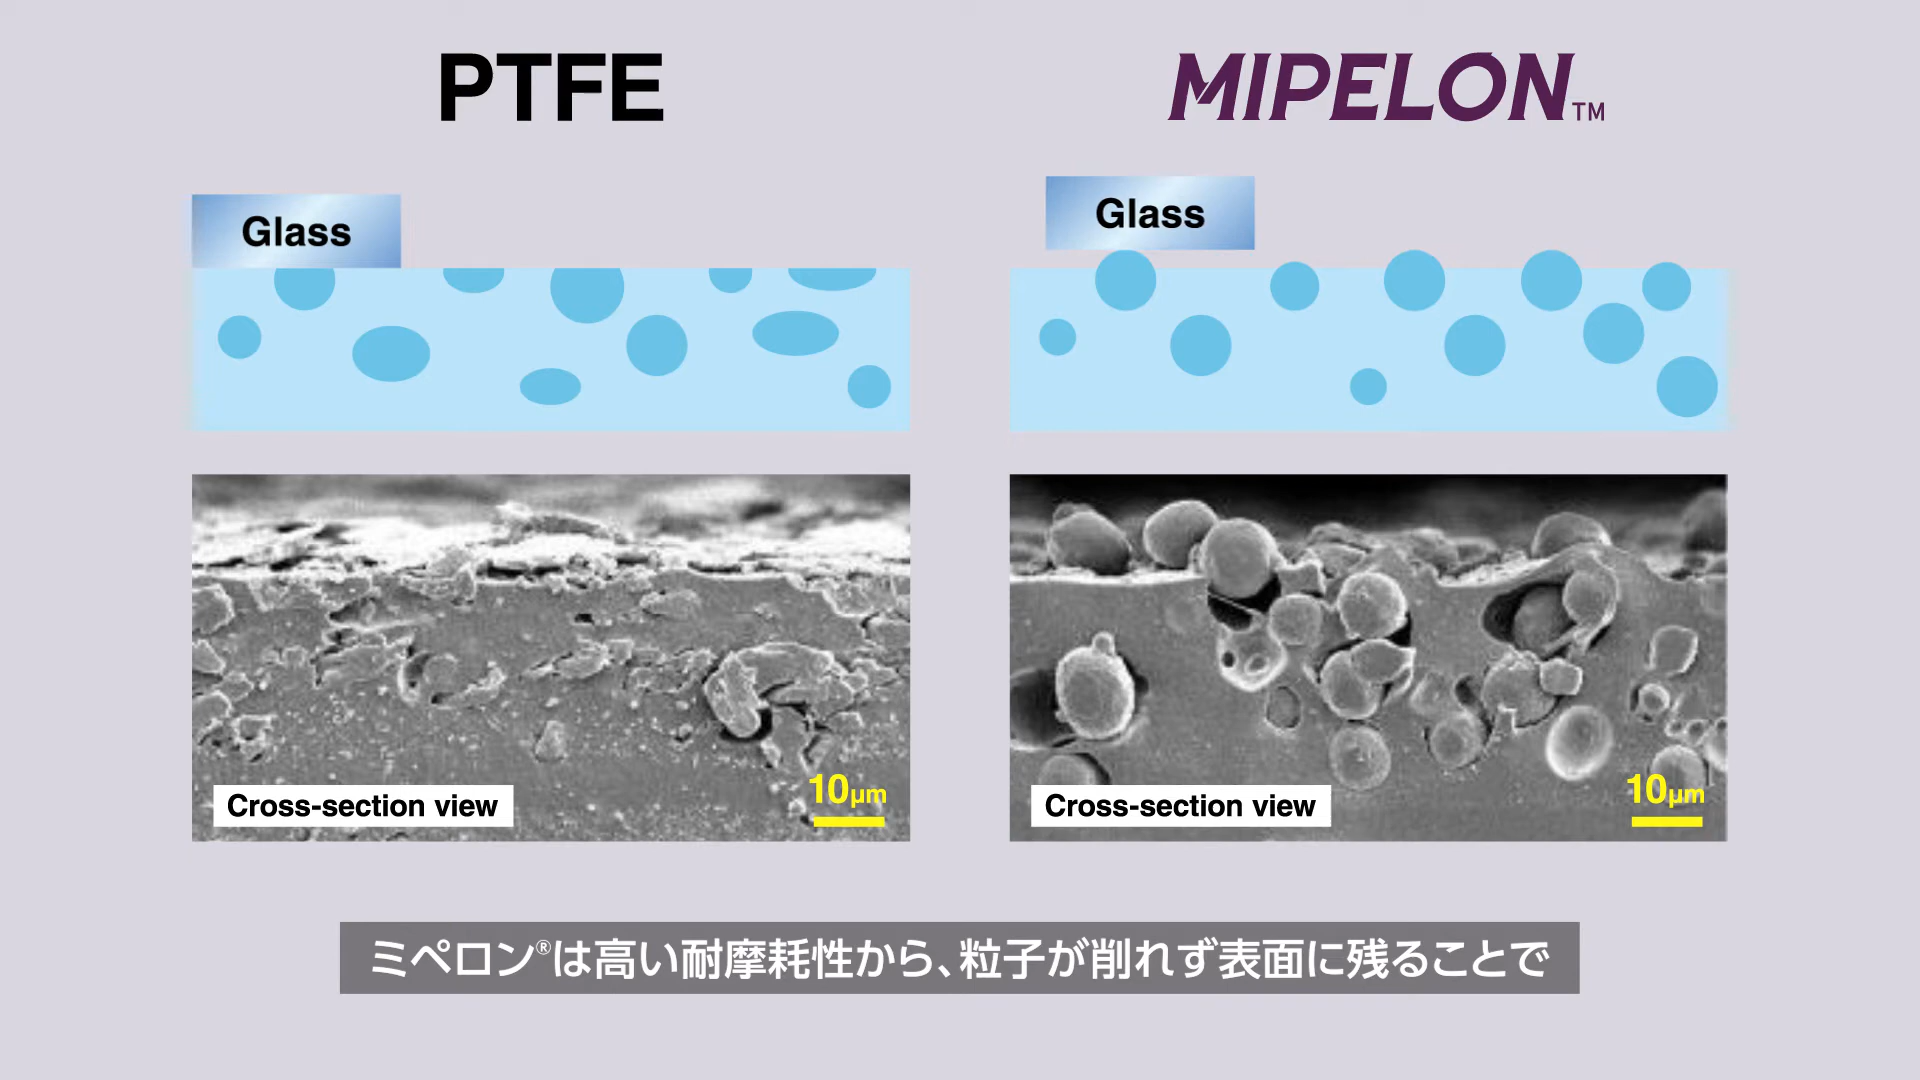 PTFE
MIPELON™
Glass
Glass
Cross-section view
10μm
Cross-section view
10μm
ミペロン®は高い耐摩耗性から、粒子が削れず表面に残ることで